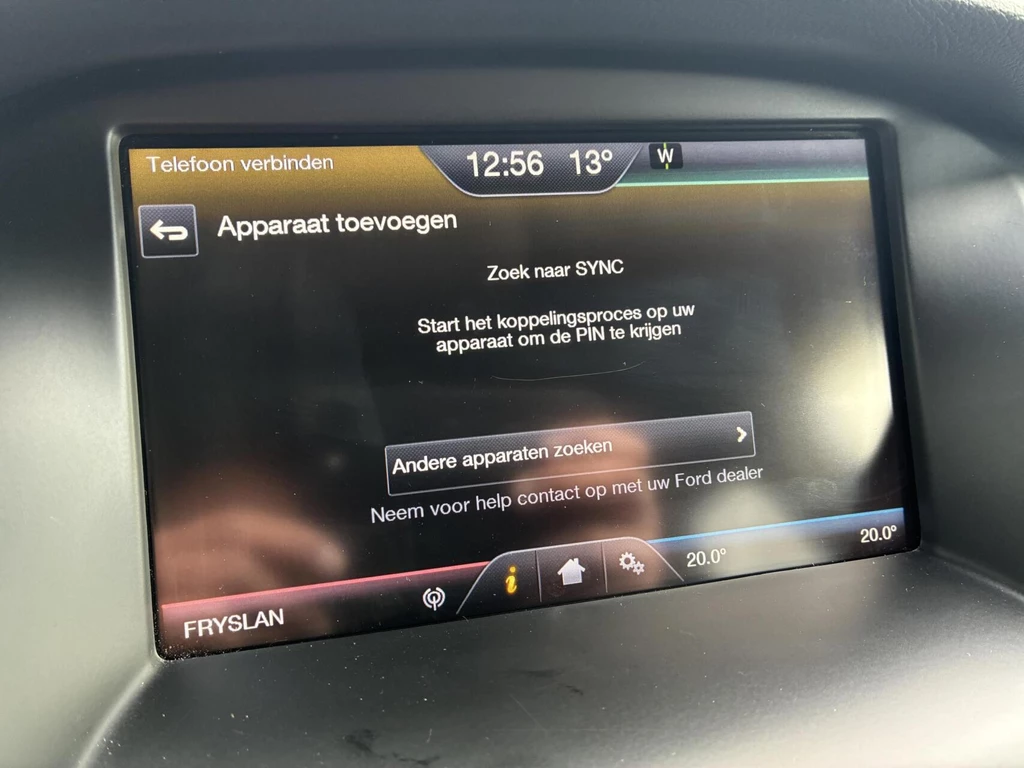 Telefoon verbinden
12:56 13° W
Apparaat toevoegen
Zoek naar SYNC
Start het koppelingsproces op uw
apparaat om de PIN te krijgen
Andere apparaten zoeken
Neem voor help contact op met uw Ford dealer
FRYSLAN
i
20.0° 20.0°